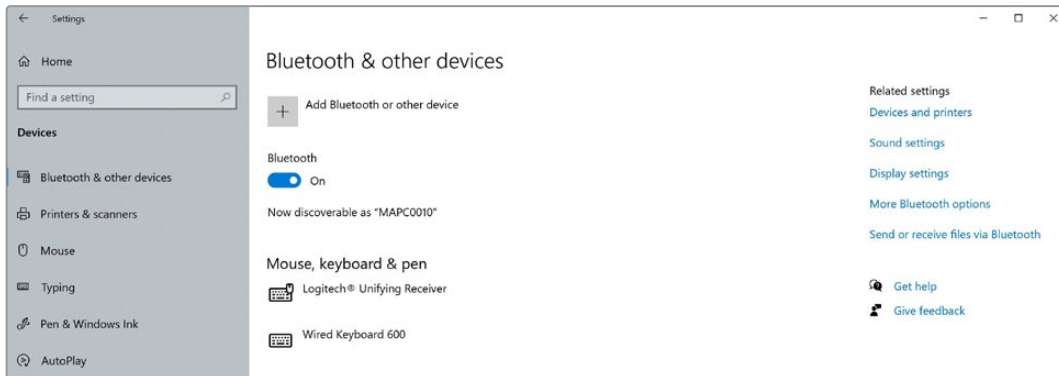 Settings
Home
Find a setting
Devices
Bluetooth & other devices
Printers & scanners
Mouse
Typing
Pen & Windows Ink
AutoPlay
Bluetooth & other devices
Add Bluetooth or other device
Bluetooth
On
Now discoverable as “MAPC0010”
Mouse, keyboard & pen
Logitech® Unifying Receiver
Wired Keyboard 600
Related settings
Devices and printers
Sound settings
Display settings
More Bluetooth options
Send or receive files via Bluetooth
Get help
Give feedback